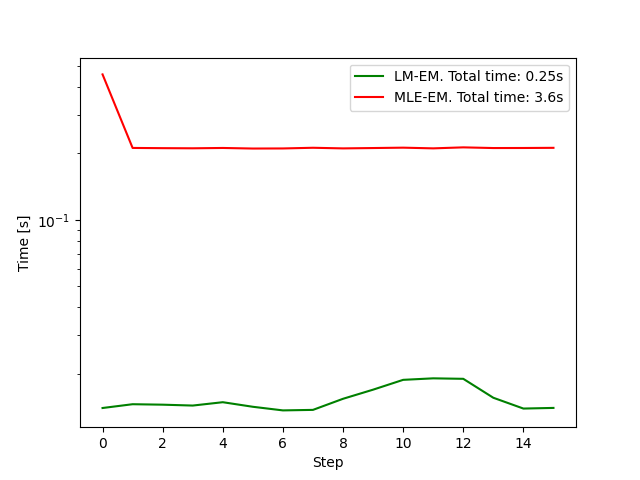 LM-EM. Total time: 0.25s
MLE-EM. Total time: 3.6s
10⁻¹
Time [s]
0 2 4 6 8 10 12 14
Step